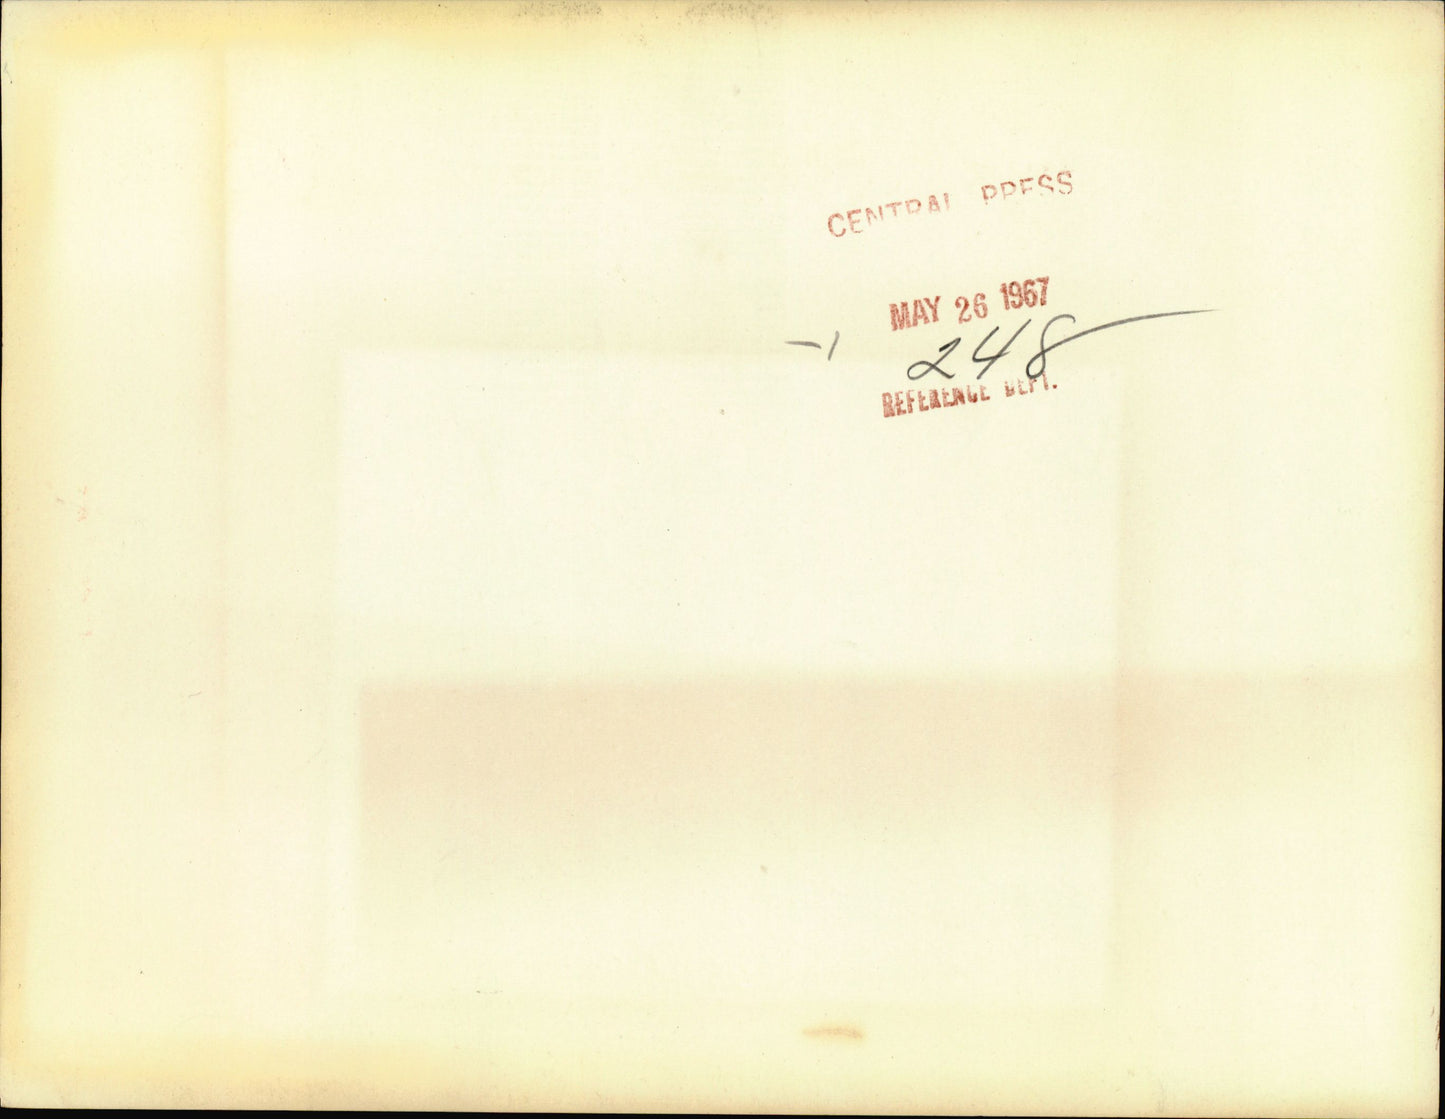 CENTRAL PRESS
MAY 26 1967
-1 248
REFERENCE DEPT.